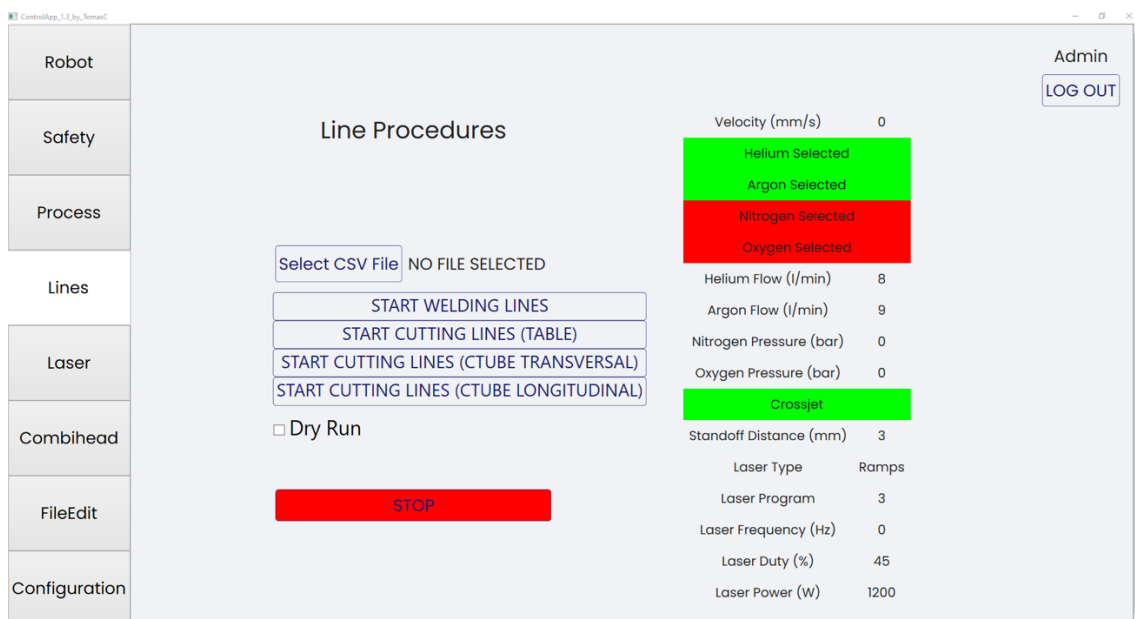 ControlApp_1.3_by_TomasC
Robot
Safety
Process
Lines
Laser
Combihead
FileEdit
Configuration
Admin
LOG OUT
Line Procedures
Select CSV File NO FILE SELECTED
START WELDING LINES
START CUTTING LINES (TABLE)
START CUTTING LINES (CTUBE TRANSVERSAL)
START CUTTING LINES (CTUBE LONGITUDINAL)
Dry Run
STOP
Velocity (mm/s) 0
Helium Selected
Argon Selected
Nitrogen Selected
Oxygen Selected
Helium Flow (l/min) 8
Argon Flow (l/min) 9
Nitrogen Pressure (bar) 0
Oxygen Pressure (bar) 0
Crossjet
Standoff Distance (mm) 3
Laser Type Ramps
Laser Program 3
Laser Frequency (Hz) 0
Laser Duty (%) 45
Laser Power (W) 1200